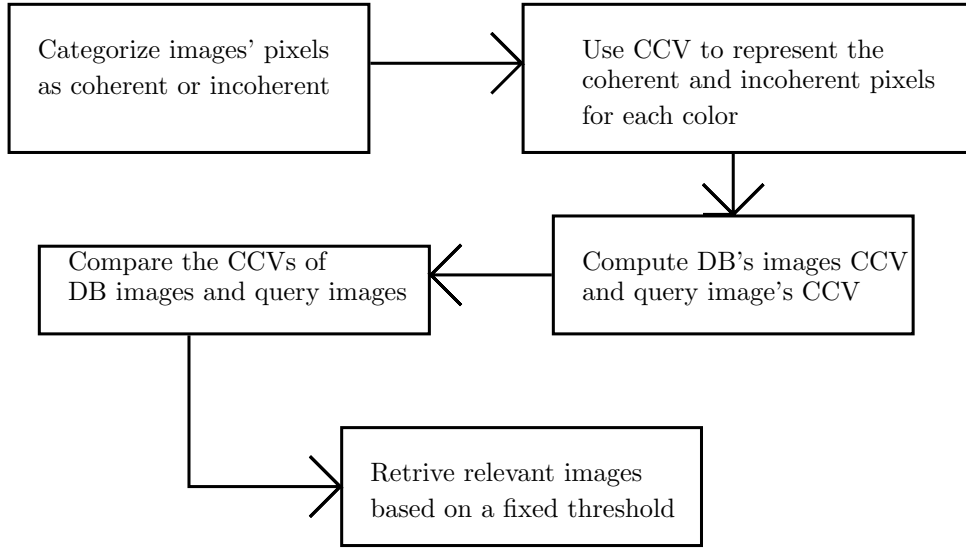 Categorize images' pixels
as coherent or incoherent
Use CCV to represent the
coherent and incoherent pixels
for each color
Compute DB's images CCV
and query image's CCV
Compare the CCVs of
DB images and query images
Retrive relevant images
based on a fixed threshold